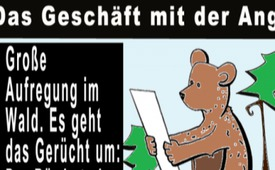 Das Geschäft mit der Ang
Große
Aufregung im
Wald. Es geht
das Gerücht um: